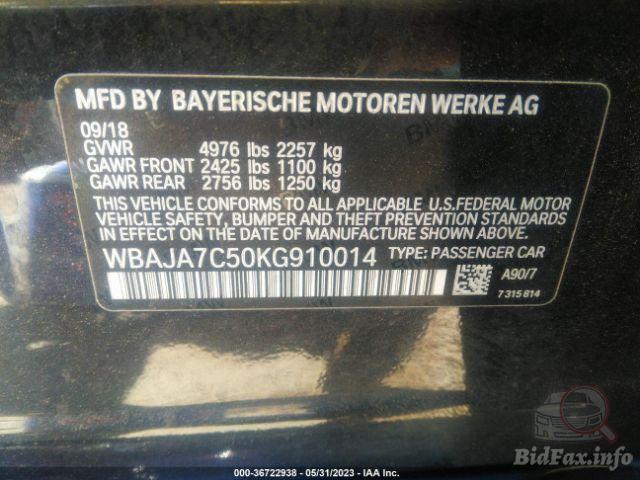 MFD BY BAYERISCHE MOTOREN WERKE AG
09/18
GVWR 4976 lbs 2257 kg
GAWR FRONT 2425 lbs 1100 kg
GAWR REAR 2756 lbs 1250 kg
THIS VEHICLE CONFORMS TO ALL APPLICABLE U.S.FEDERAL MOTOR
VEHICLE SAFETY, BUMPER AND THEFT PREVENTION STANDARDS
IN EFFECT ON THE DATE OF MANUFACTURE SHOWN ABOVE.
WBAJA7C50KG910014 TYPE: PASSENGER CAR
A90/7
7 315 814
BidFax.info
000-36722938 - 05/31/2023 - IAA Inc.